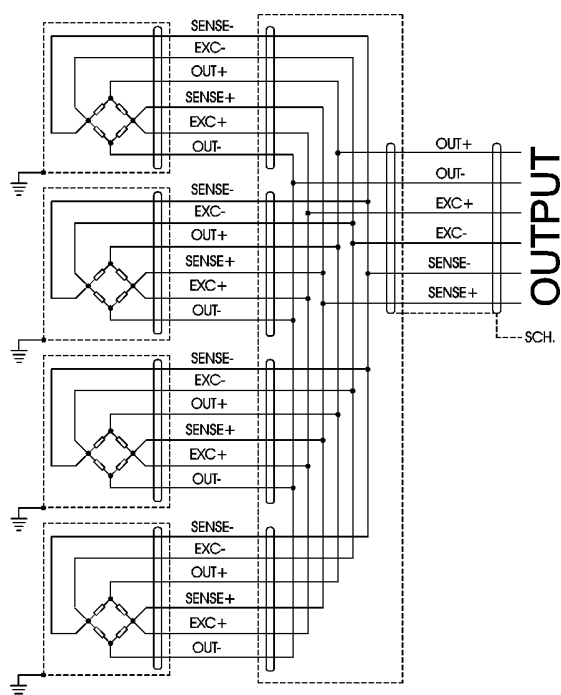 SENSE-
EXC-
OUT+
SENSE+
EXC+
OUT-
SENSE-
EXC-
OUT+
SENSE+
EXC+
OUT-
SENSE-
EXC-
OUT+
SENSE+
EXC+
OUT-
SENSE-
EXC-
OUT+
SENSE+
EXC+
OUT-
OUT+
OUT-
EXC+
EXC-
SENSE-
SENSE+
SCH.
OUTPUT